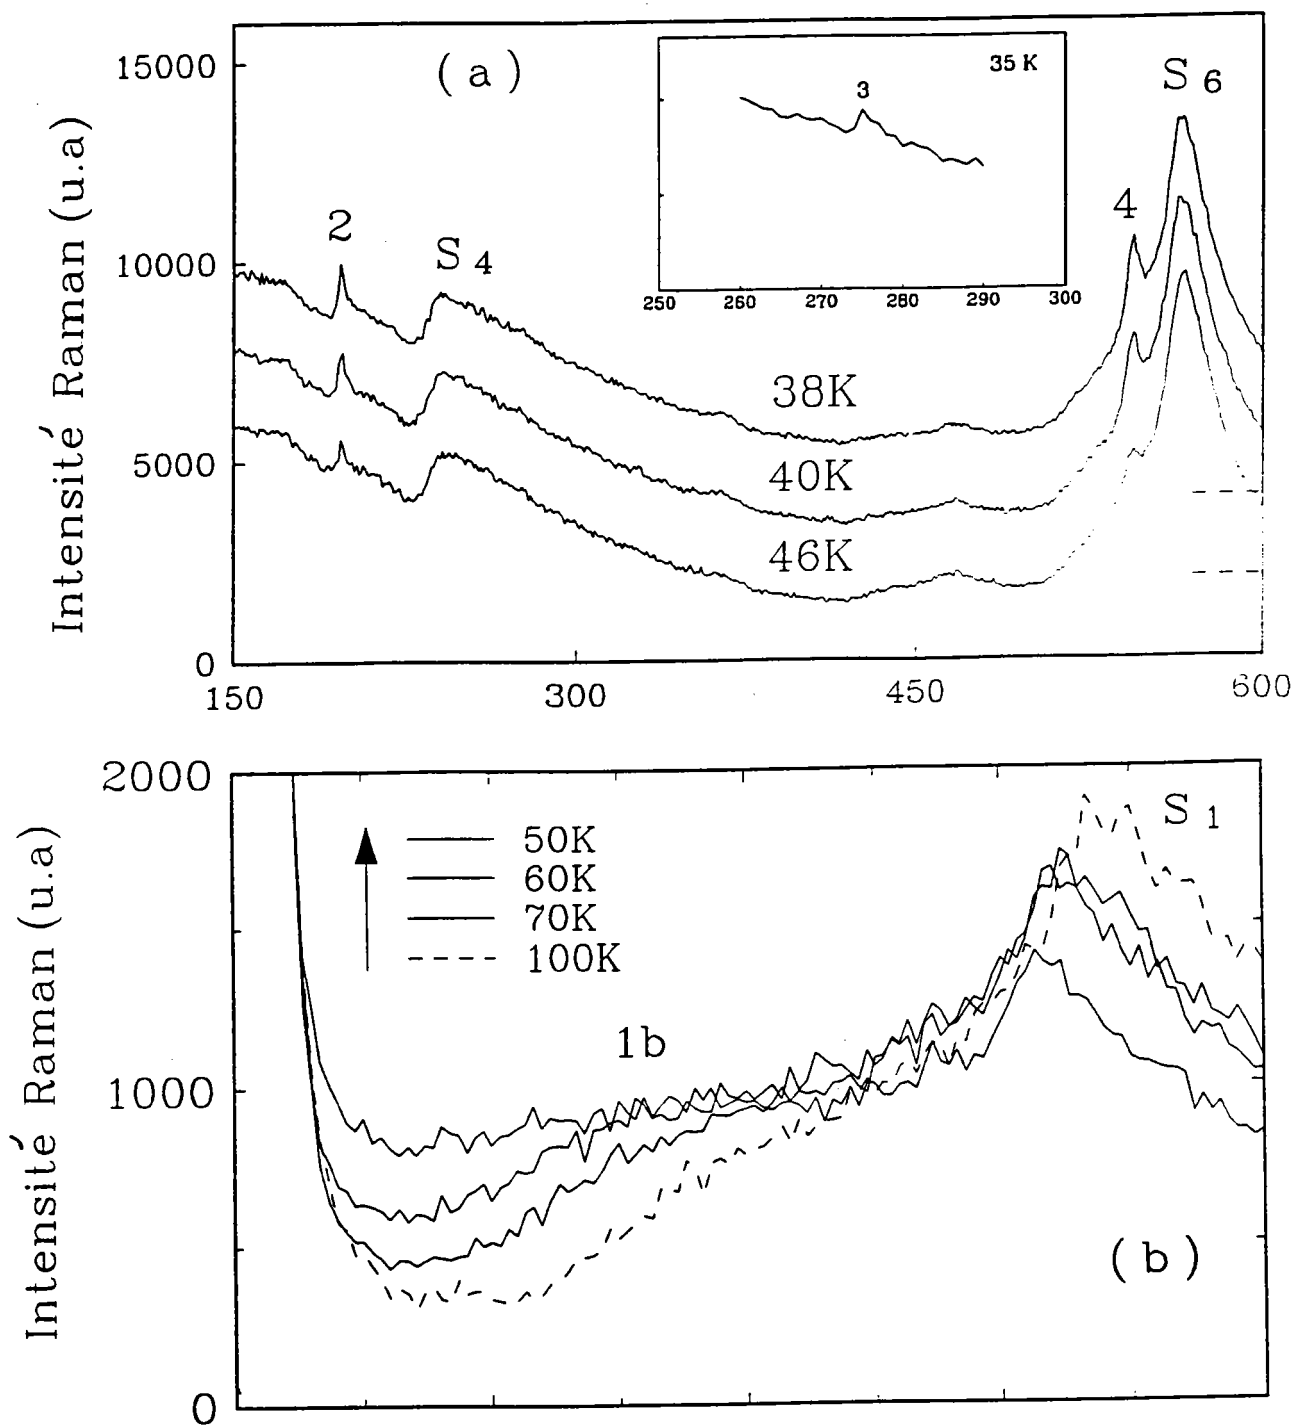 15000
(a)
35 K
S 6
3
4
2
S 4
10000
250 260 270 280 290 300
38K
5000
40K
46K
0
150 300 450 600
Intensité Raman (u.a)
2000
S 1
50K
60K
70K
100K
1b
1000
(b)
0
Intensité Raman (u.a)